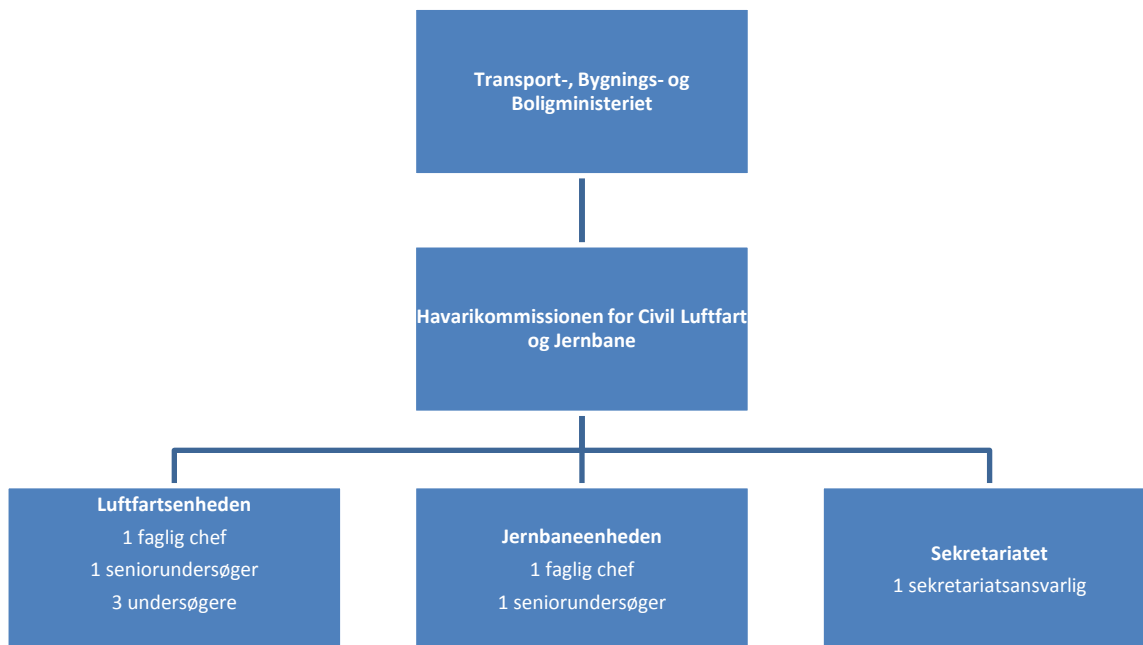 Transport-, Bygnings- og
Boligministeriet
Havarikommissionen for Civil Luftfart
og Jernbane
Luftfartsenheden
1 faglig chef
1 seniorundersøger
3 undersøgere
Jernbaneenheden
1 faglig chef
1 seniorundersøger
Sekretariatet
1 sekretariatsansvarlig